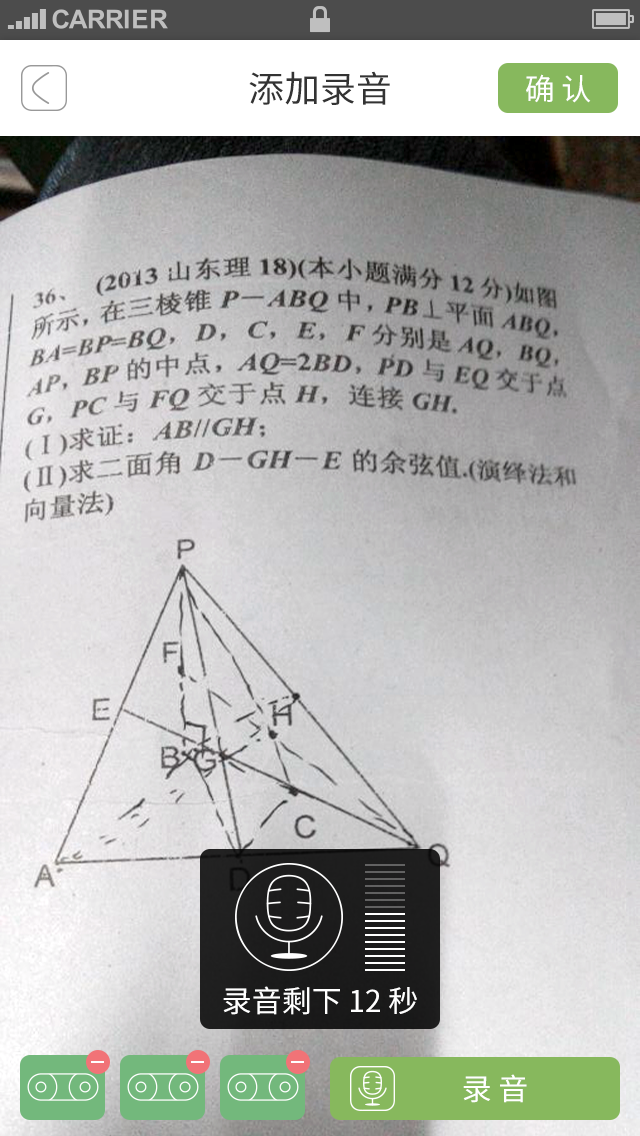 CARRIER
添加录音
确认
36、 (2013 山东理 18)(本小题满分 12 分)如图
所示, 在三棱锥 P－ABQ 中, PB⊥平面 ABQ,
BA=BP=BQ, D, C, E, F 分别是 AQ, BQ,
AP, BP 的中点, AQ=2BD, PD 与 EQ 交于点
G, PC 与 FQ 交于点 H, 连接 GH.
(Ⅰ)求证: AB//GH;
(Ⅱ)求二面角 D－GH－E 的余弦值.(演绎法和
向量法)
P
F
E
H
B
G
C
A
D
Q
录音剩下 12 秒
录音